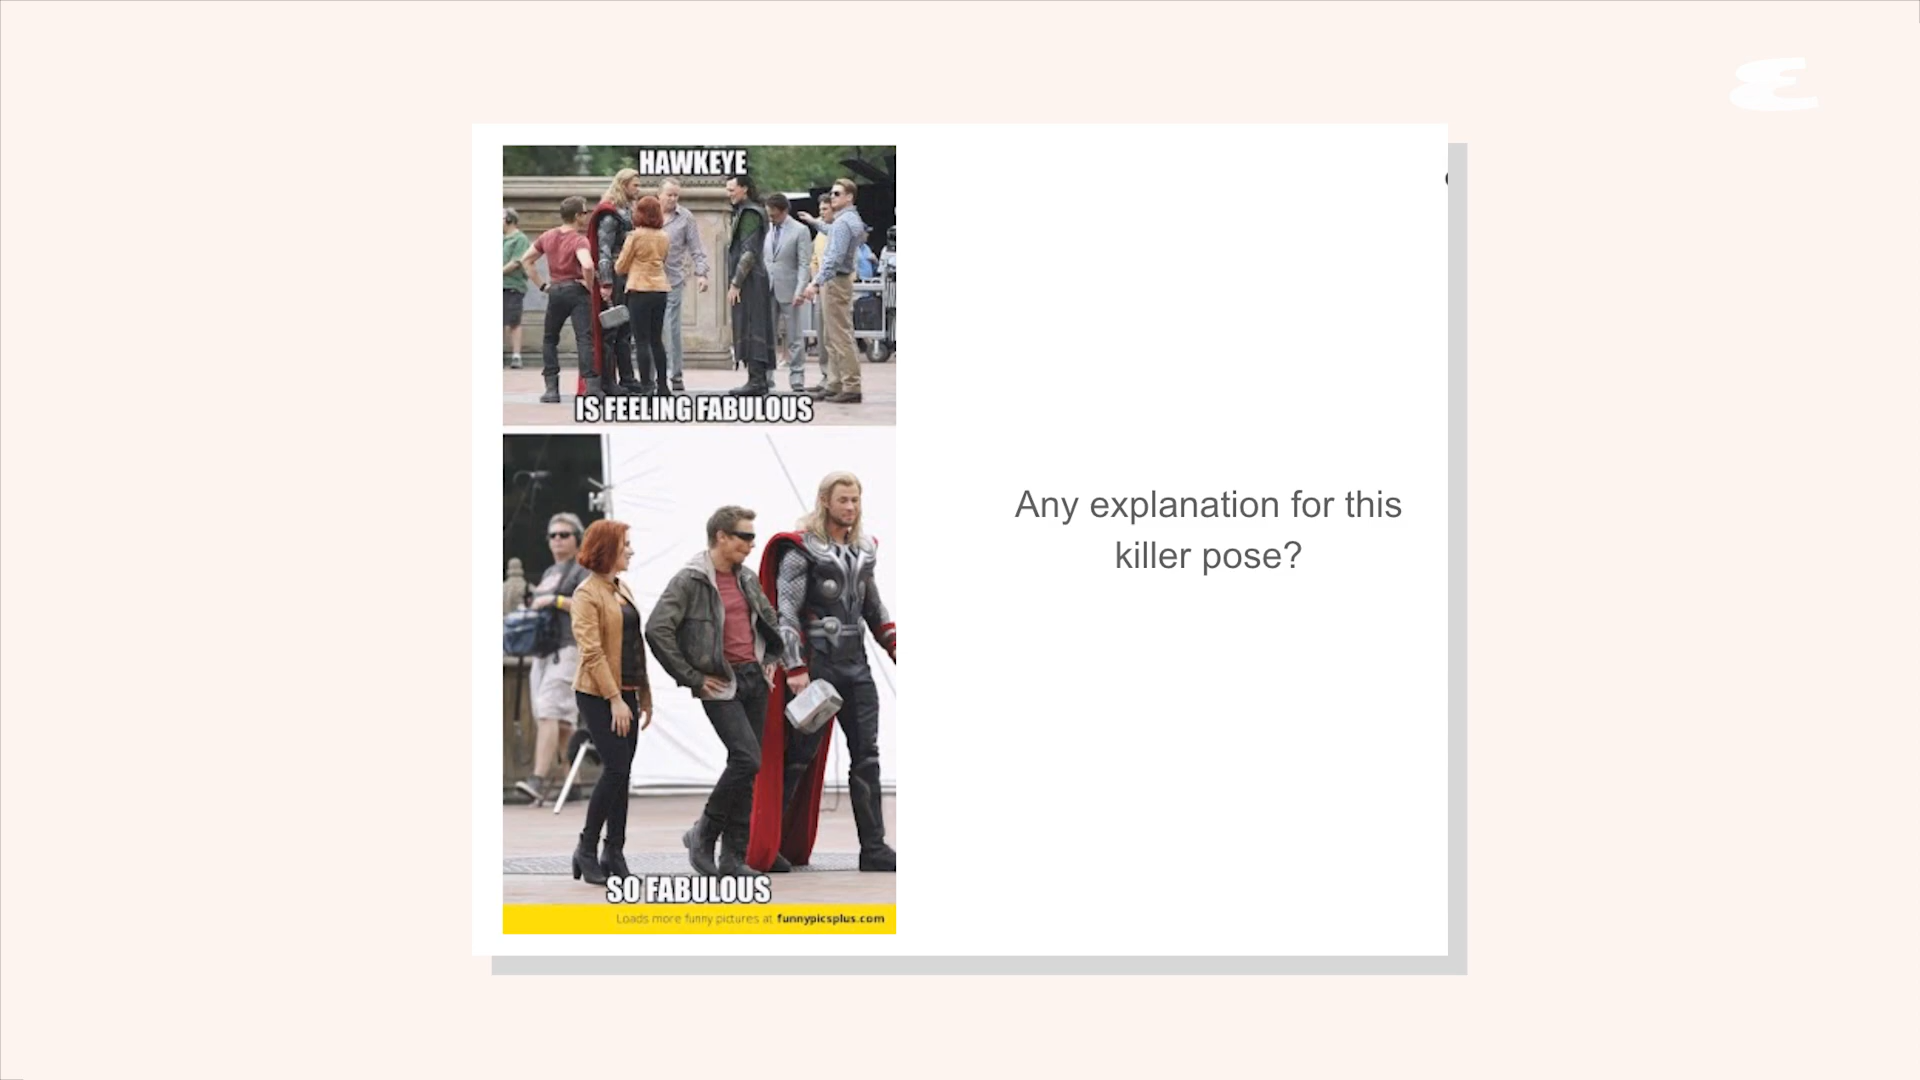 HAWKEYE
IS FEELING FABULOUS
SO FABULOUS
Loads more funny pictures at funnypicsplus.com
Any explanation for this
killer pose?